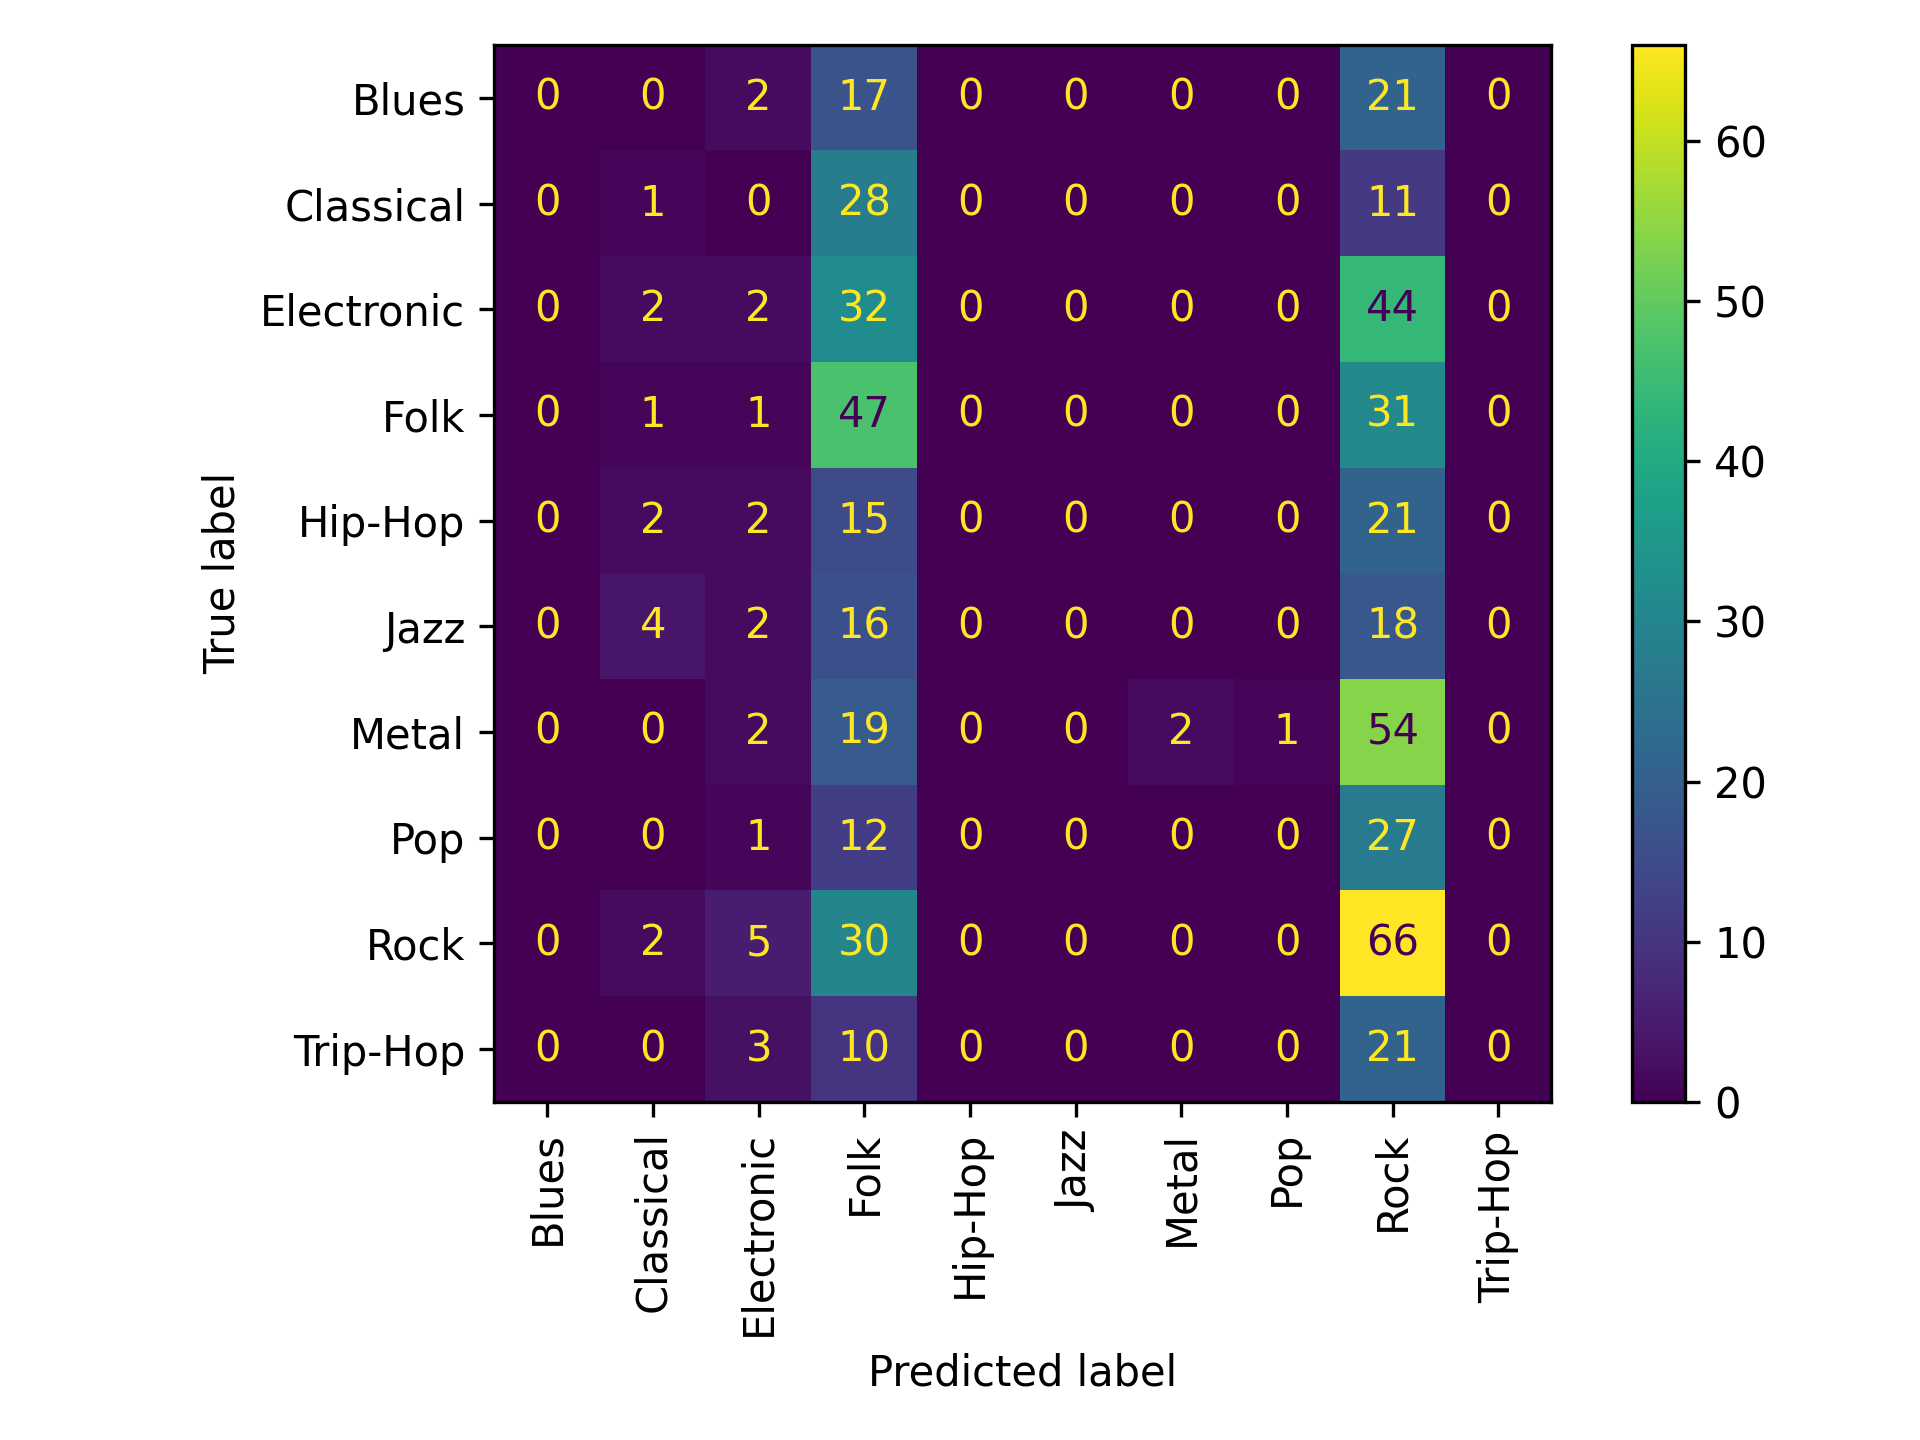 Blues 0 0 2 17 0 0 0 0 21 0
Classical 0 1 0 28 0 0 0 0 11 0
Electronic 0 2 2 32 0 0 0 0 44 0
Folk 0 1 1 47 0 0 0 0 31 0
Hip-Hop 0 2 2 15 0 0 0 0 21 0
Jazz 0 4 2 16 0 0 0 0 18 0
Metal 0 0 2 19 0 0 2 1 54 0
Pop 0 0 1 12 0 0 0 0 27 0
Rock 0 2 5 30 0 0 0 0 66 0
Trip-Hop 0 0 3 10 0 0 0 0 21 0
True label
Blues
Classical
Electronic
Folk
Hip-Hop
Jazz
Metal
Pop
Rock
Trip-Hop
Predicted label
60
50
40
30
20
10
0